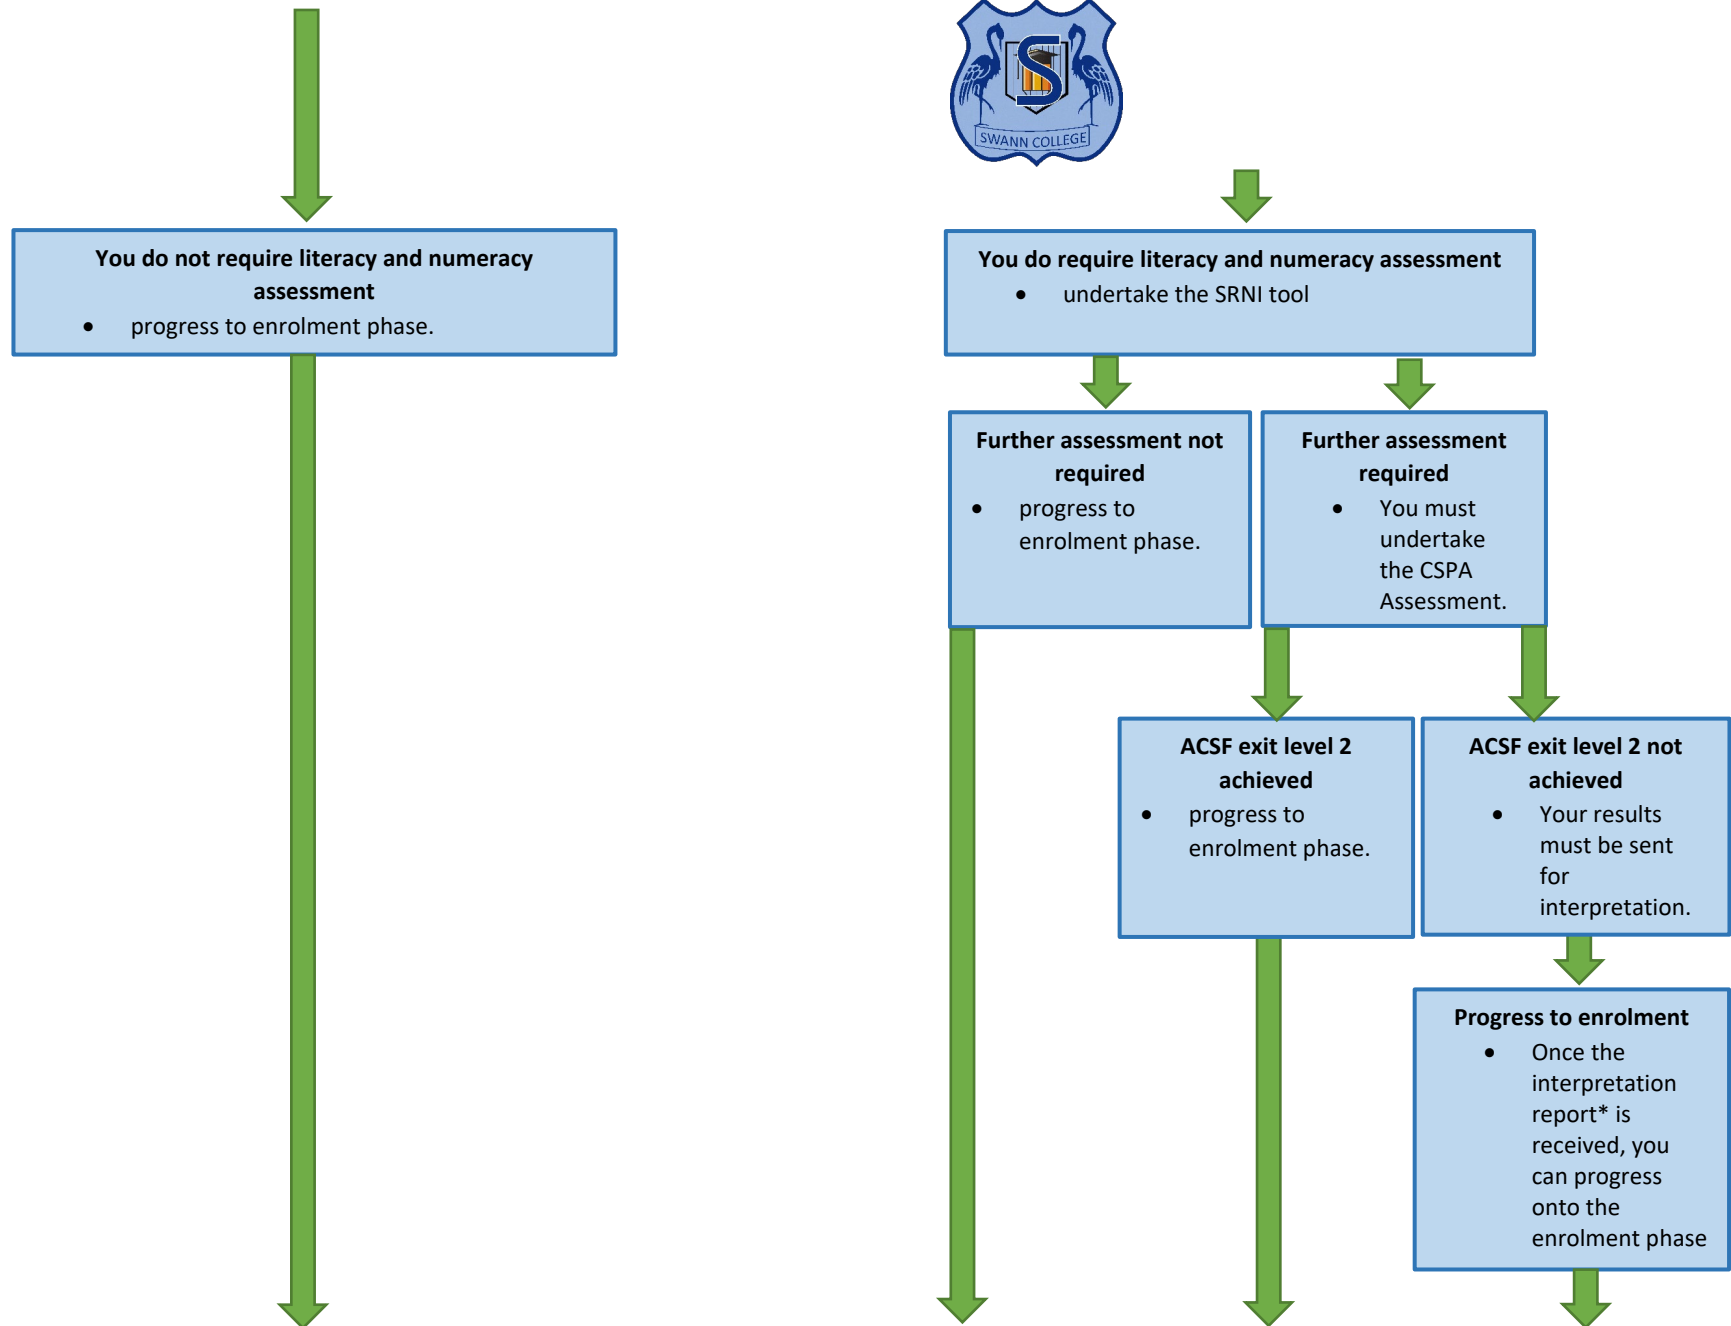 S
SWANN COLLEGE
You do not require literacy and numeracy
assessment
• progress to enrolment phase.
You do require literacy and numeracy assessment
• undertake the SRNI tool
Further assessment not
required
• progress to
enrolment phase.
Further assessment
required
• You must
undertake
the CSPA
Assessment.
ACSF exit level 2
achieved
• progress to
enrolment phase.
ACSF exit level 2 not
achieved
• Your results
must be sent
for
interpretation.
Progress to enrolment
• Once the
interpretation
report* is
received, you
can progress
onto the
enrolment phase